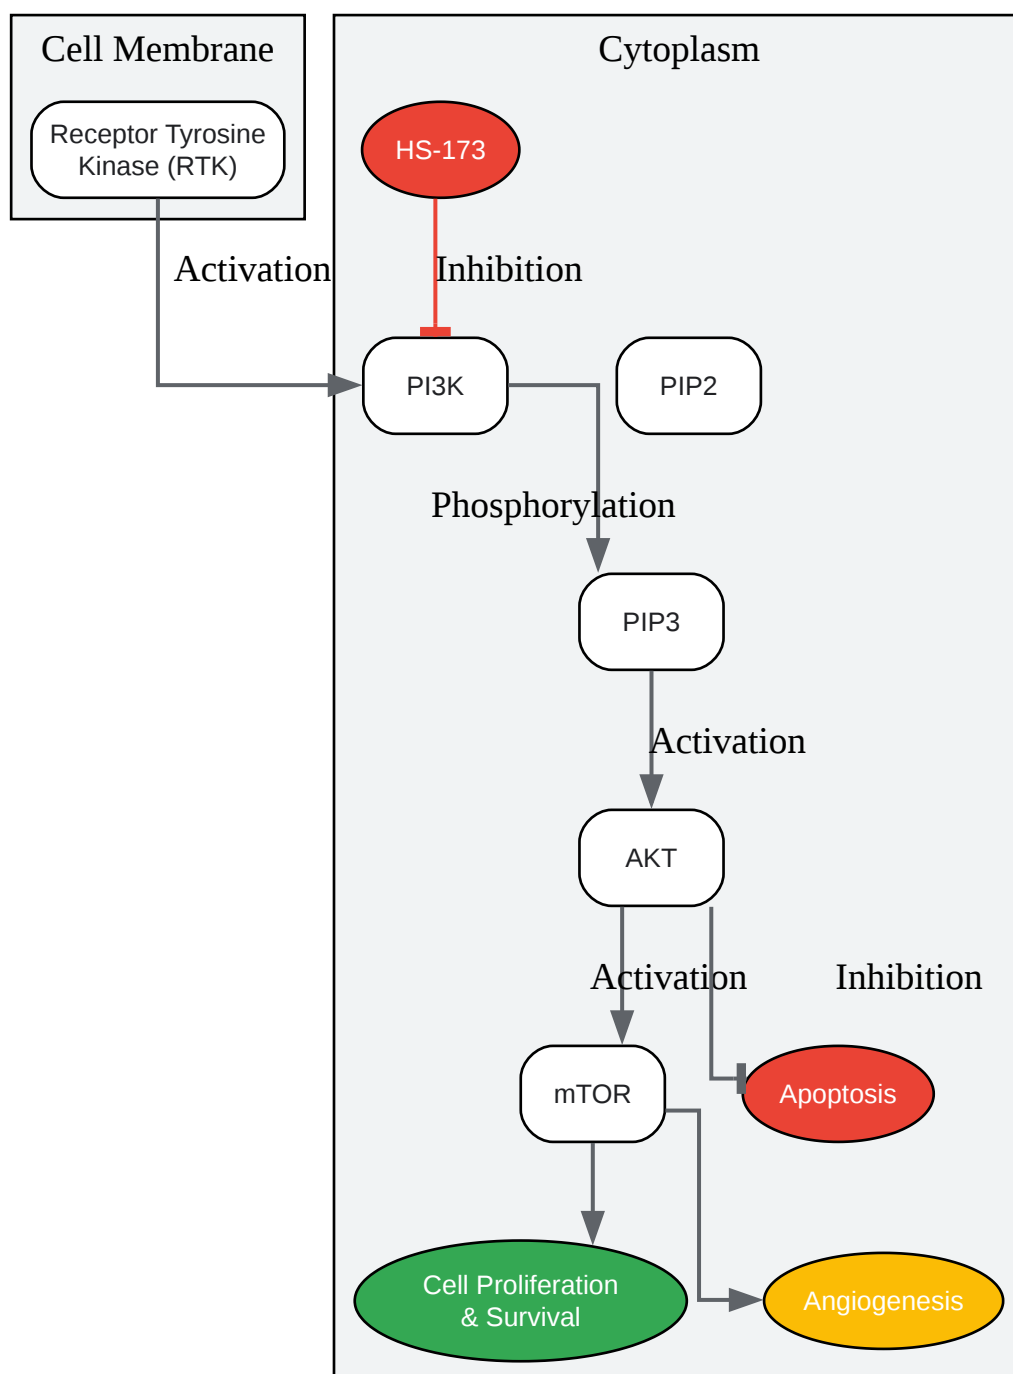 Cell Membrane
Cytoplasm
Receptor Tyrosine
Kinase (RTK)
HS-173
Activation
Inhibition
PI3K
PIP2
Phosphorylation
PIP3
Activation
AKT
Activation
Inhibition
mTOR
Apoptosis
Cell Proliferation
& Survival
Angiogenesis